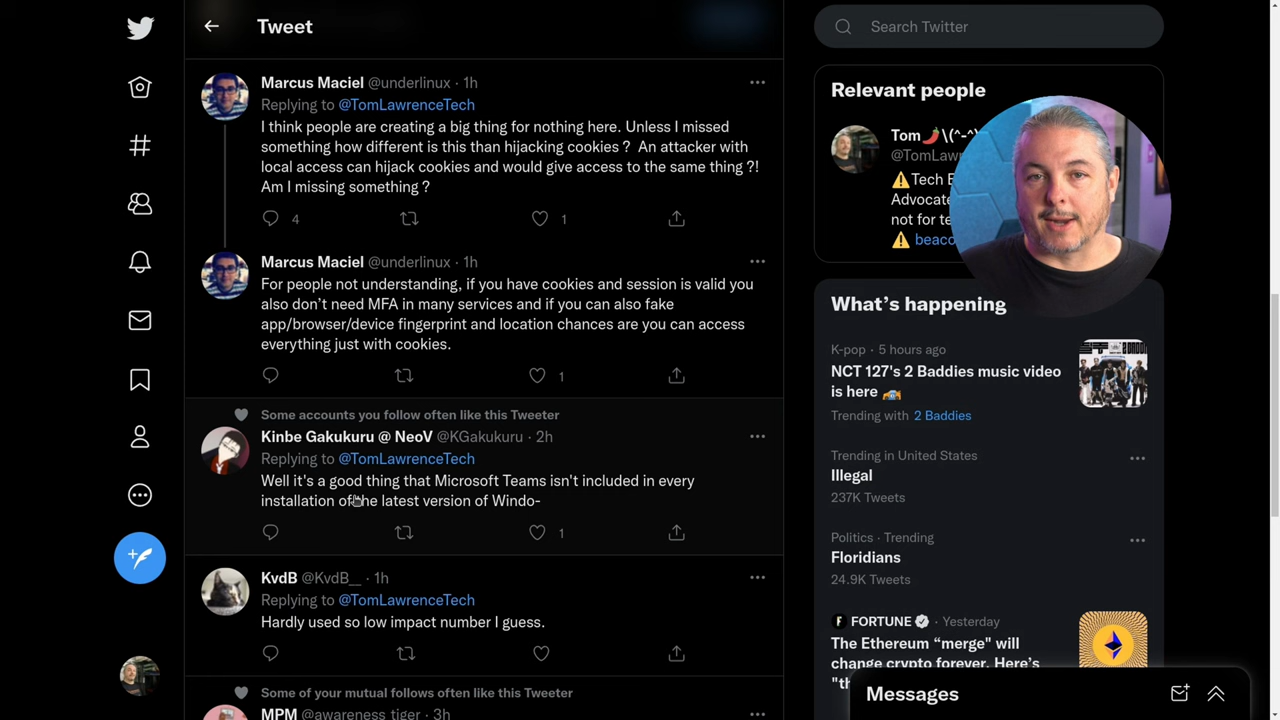 Tweet
Marcus Maciel @underlinux · 1h
Replying to @TomLawrenceTech
I think people are creating a big thing for nothing here. Unless I missed
something how different is this than hijacking cookies ? An attacker with
local access can hijack cookies and would give access to the same thing ?!
Am I missing something ?
4
1
Marcus Maciel @underlinux · 1h
For people not understanding, if you have cookies and session is valid you
also don't need MFA in many services and if you can also fake
app/browser/device fingerprint and location chances are you can access
everything just with cookies.
1
Some accounts you follow often like this Tweeter
Kinbe Gakukuru @ NeoV @KGakukuru · 2h
Replying to @TomLawrenceTech
Well it's a good thing that Microsoft Teams isn't included in every
installation of the latest version of Windo-
1
KvdB @KvdB__ · 1h
Replying to @TomLawrenceTech
Hardly used so low impact number I guess.
Some of your mutual follows often like this Tweeter
MPM @awareness_tiger · 3h
Search Twitter
Relevant people
Tom🌶️\(^-^)
@TomLaw
⚠️Tech E
Advocate
not for te
⚠️ beaco
What's happening
K-pop · 5 hours ago
NCT 127's 2 Baddies music video
is here
Trending with 2 Baddies
Trending in United States
Illegal
237K Tweets
Politics · Trending
Floridians
24.9K Tweets
FORTUNE · Yesterday
The Ethereum “merge" will
change crypto forever. Here's
"th
Messages